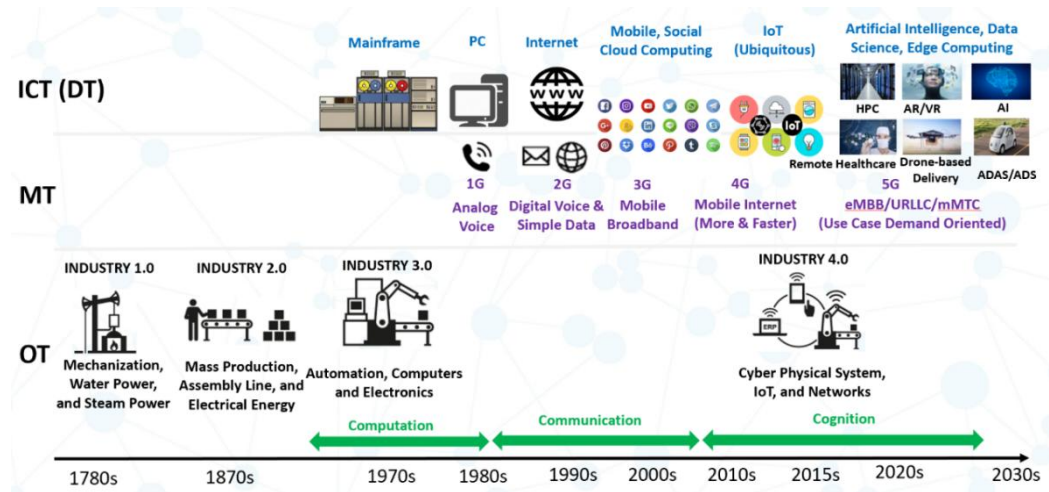 ICT (DT)
Mainframe
PC
Internet
Mobile, Social
Cloud Computing
IoT
(Ubiquitous)
Artificial Intelligence, Data
Science, Edge Computing
WWW
IoT
HPC
AR/VR
AI
Remote Healthcare
Drone-based
Delivery
ADAS/ADS
MT
1G
Analog
Voice
2G
Digital Voice &
Simple Data
3G
Mobile
Broadband
4G
Mobile Internet
(More & Faster)
5G
eMBB/URLLC/mMTC
(Use Case Demand Oriented)
OT
INDUSTRY 1.0
Mechanization,
Water Power,
and Steam Power
INDUSTRY 2.0
Mass Production,
Assembly Line, and
Electrical Energy
INDUSTRY 3.0
Automation, Computers
and Electronics
INDUSTRY 4.0
ERP
Cyber Physical System,
IoT, and Networks
Computation
Communication
Cognition
1780s
1870s
1970s
1980s
1990s
2000s
2010s
2015s
2020s
2030s